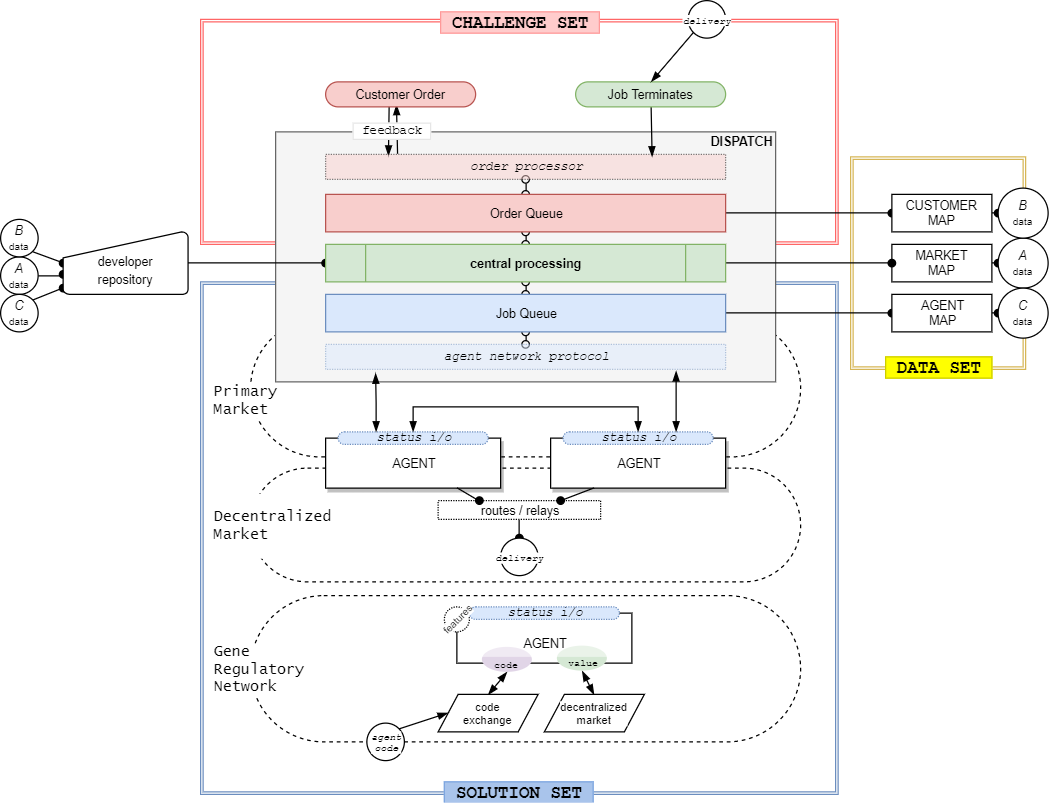 CHALLENGE SET
delivery
Customer Order
Job Terminates
feedback
DISPATCH
order processor
Order Queue
CUSTOMER
MAP
B
data
B
data
A
data
C
data
developer
repository
central processing
MARKET
MAP
A
data
Job Queue
AGENT
MAP
C
data
agent network protocol
DATA SET
Primary
Market
status i/o
AGENT
status i/o
AGENT
Decentralized
Market
routes / relays
delivery
features
status i/o
AGENT
code
value
Gene
Regulatory
Network
code
exchange
decentralized
market
agent
code
SOLUTION SET